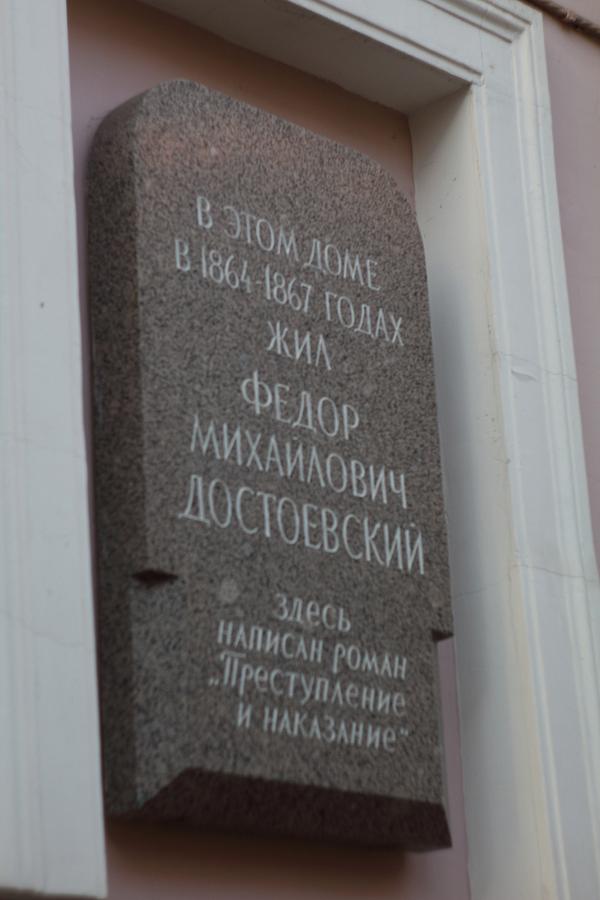 В ЭТОМ ДОМЕ
В 1864-1867 ГОДАХ
ЖИЛ
ФЕДОР
МИХАЙЛОВИЧ
ДОСТОЕВСКИЙ
ЗДЕСЬ
НАПИСАН РОМАН
„Преступление
и наказание“